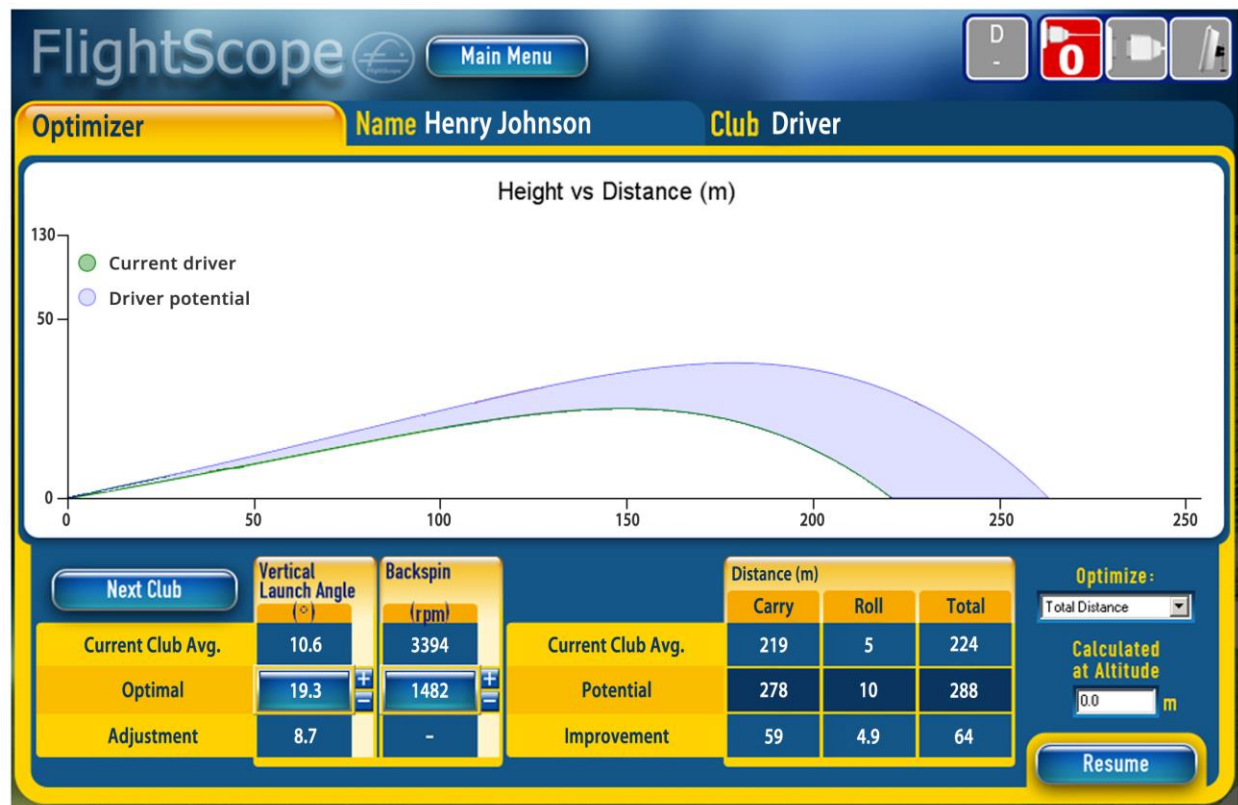 FlightScope
FlightScope
Main Menu
D
-
0
Optimizer
Name Henry Johnson
Club Driver
Height vs Distance (m)
130
Current driver
Driver potential
50
0
0 50 100 150 200 250 250
Next Club
Vertical
Launch Angle
(°)
Backspin
(rpm)
Current Club Avg. 10.6 3394
Optimal 19.3 + - 1482 + -
Adjustment 8.7 -
Distance (m)
Carry Roll Total
Current Club Avg. 219 5 224
Potential 278 10 288
Improvement 59 4.9 64
Optimize:
Total Distance
Calculated
at Altitude
0.0 m
Resume